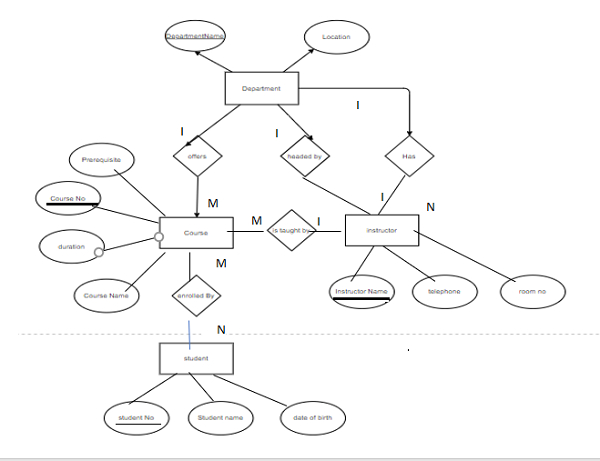 DepartmentName
Location
Department
I
I
I
offers
headed by
Has
Prerequisite
Course No
M
I
N
M
I
Course
is taught by
instructor
duration
M
Course Name
enrolled By
Instructor Name
telephone
room no
N
student
student No
Student name
date of birth